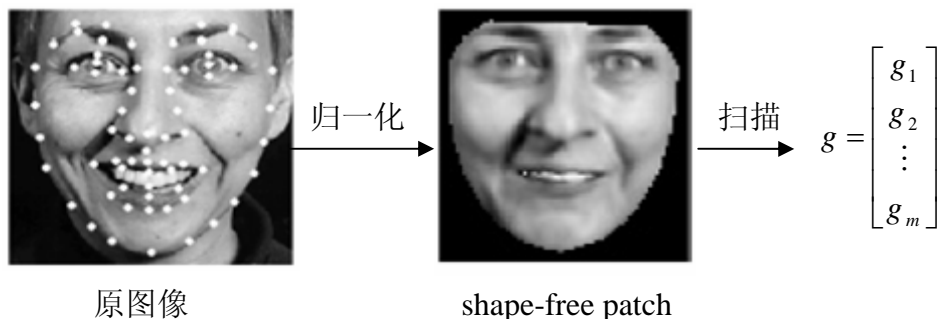 归一化
扫描
g = [g₁ g₂ ⋮ gₘ]
原图像
shape-free patch